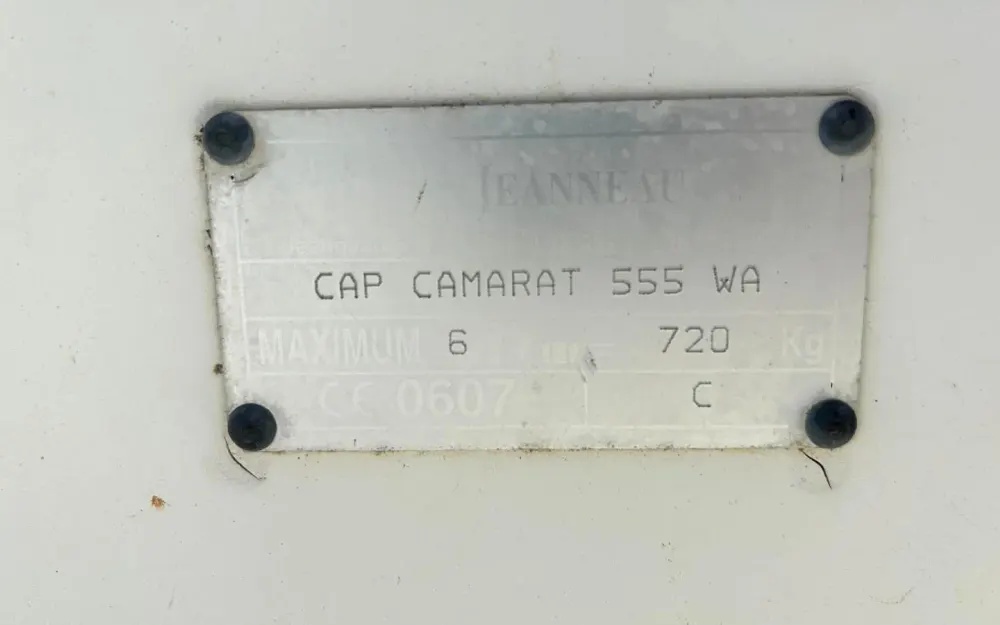 JEANNEAU
CAP CAMARAT 555 WA
MAXIMUM 6 720 Kg
CE 0607 C